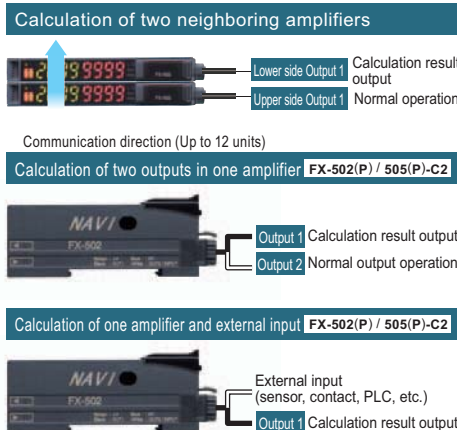 Calculation of two neighboring amplifiers
Lower side Output 1 Calculation result output
Upper side Output 1 Normal operation
Communication direction (Up to 12 units)
Calculation of two outputs in one amplifier FX-502(P) / 505(P)-C2
NAVI
FX-502
Output 1 Calculation result output
Output 2 Normal output operation
Calculation of one amplifier and external input FX-502(P) / 505(P)-C2
NAVI
FX-502
External input
(sensor, contact, PLC, etc.)
Output 1 Calculation result output